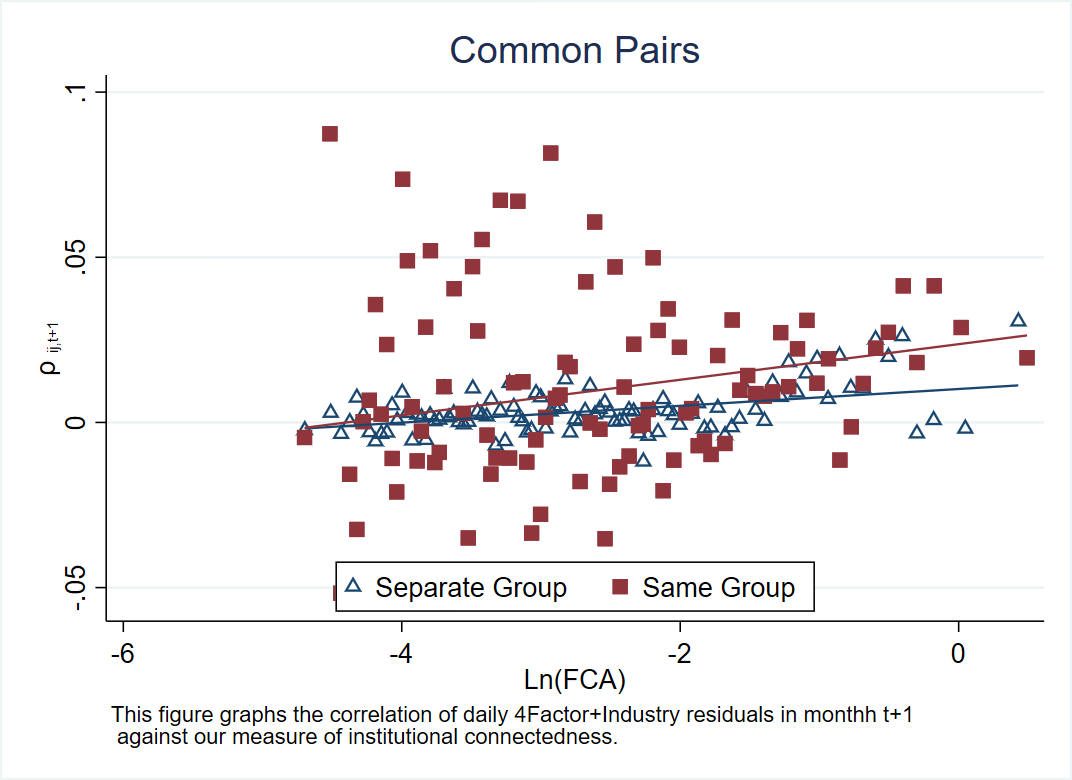 Common Pairs
.1
.05
0
-.05
ρ ij,t+1
Separate Group
Same Group
-6
-4
-2
0
Ln(FCA)
This figure graphs the correlation of daily 4Factor+Industry residuals in monthh t+1
against our measure of institutional connectedness.